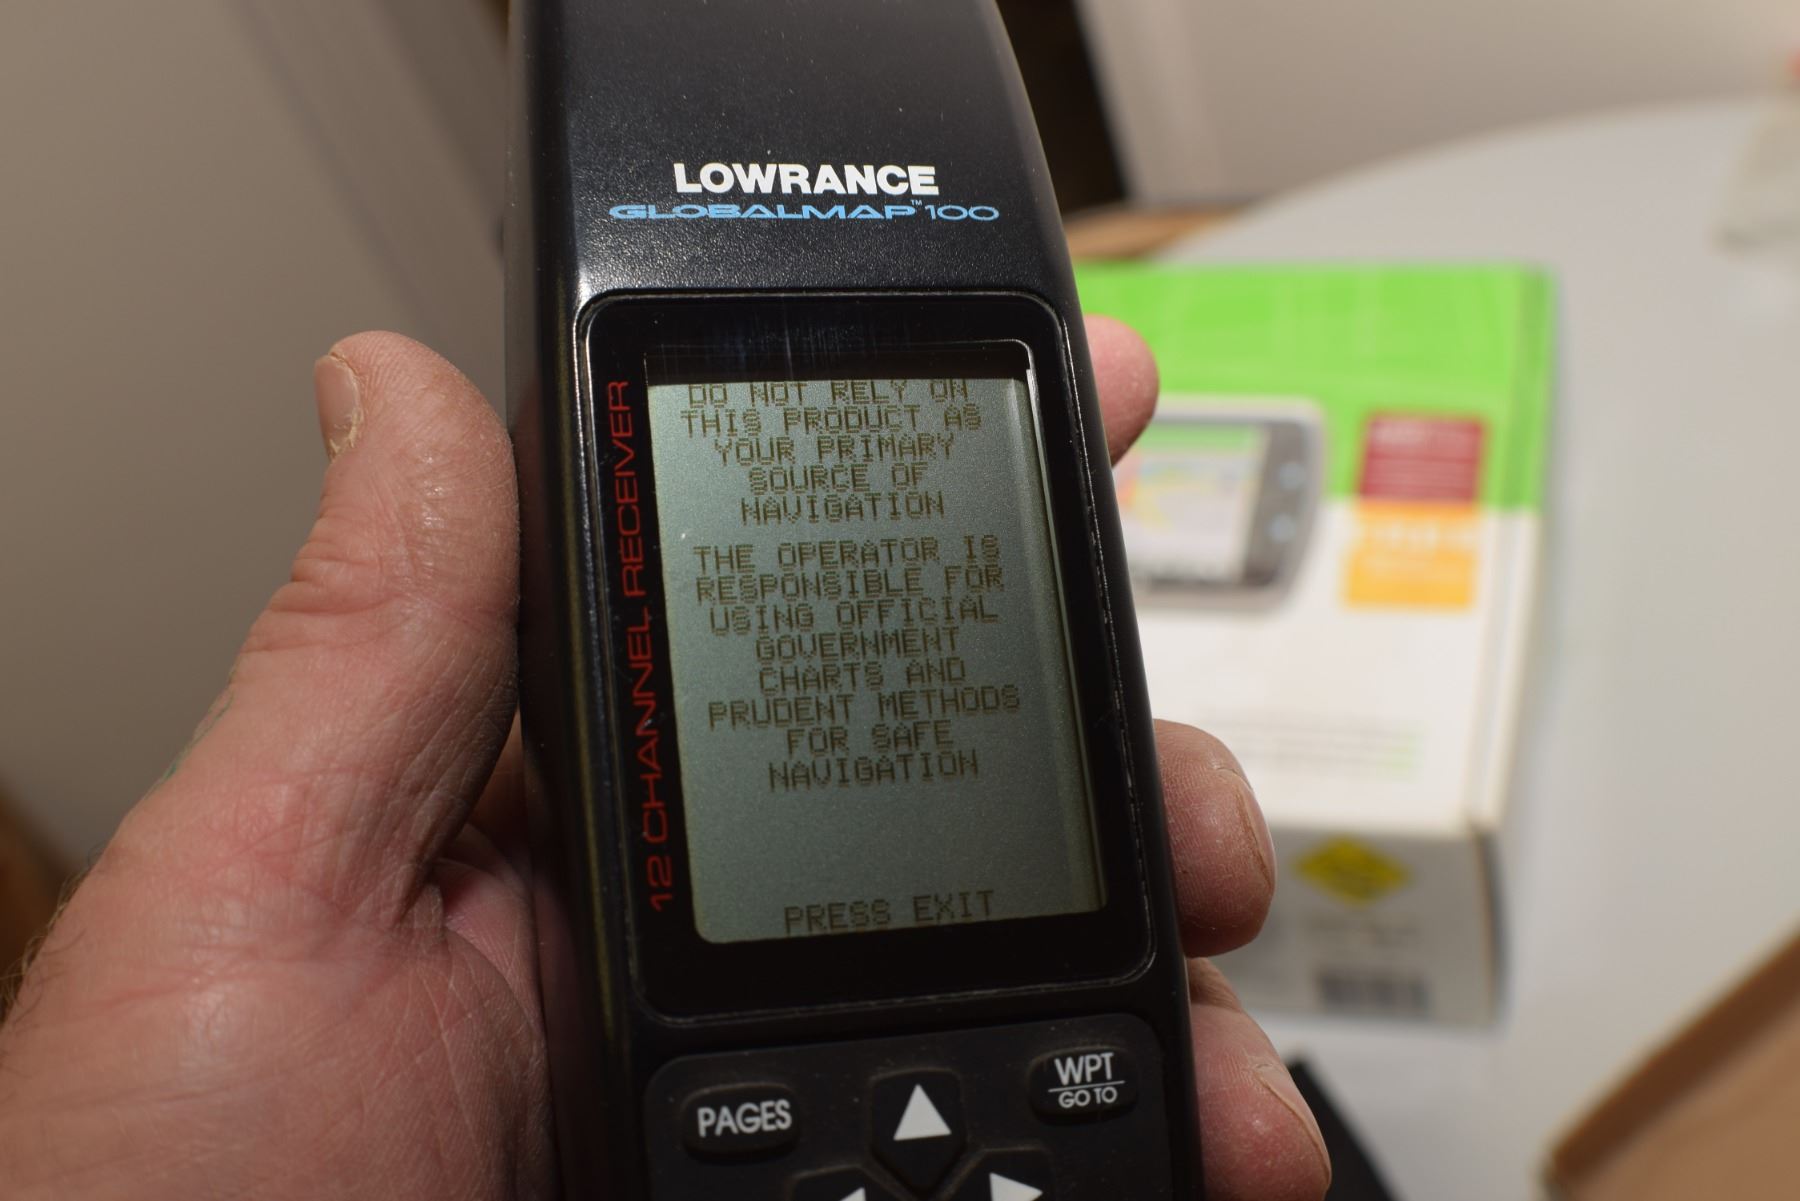 LOWRANCE
GLOBALMAP™ 100
12 CHANNEL RECEIVER
DO NOT RELY ON
THIS PRODUCT AS
YOUR PRIMARY
SOURCE OF
NAVIGATION
THE OPERATOR IS
RESPONSIBLE FOR
USING OFFICIAL
GOVERNMENT
CHARTS AND
PRUDENT METHODS
FOR SAFE
NAVIGATION
PRESS EXIT
PAGES
WPT
GO TO